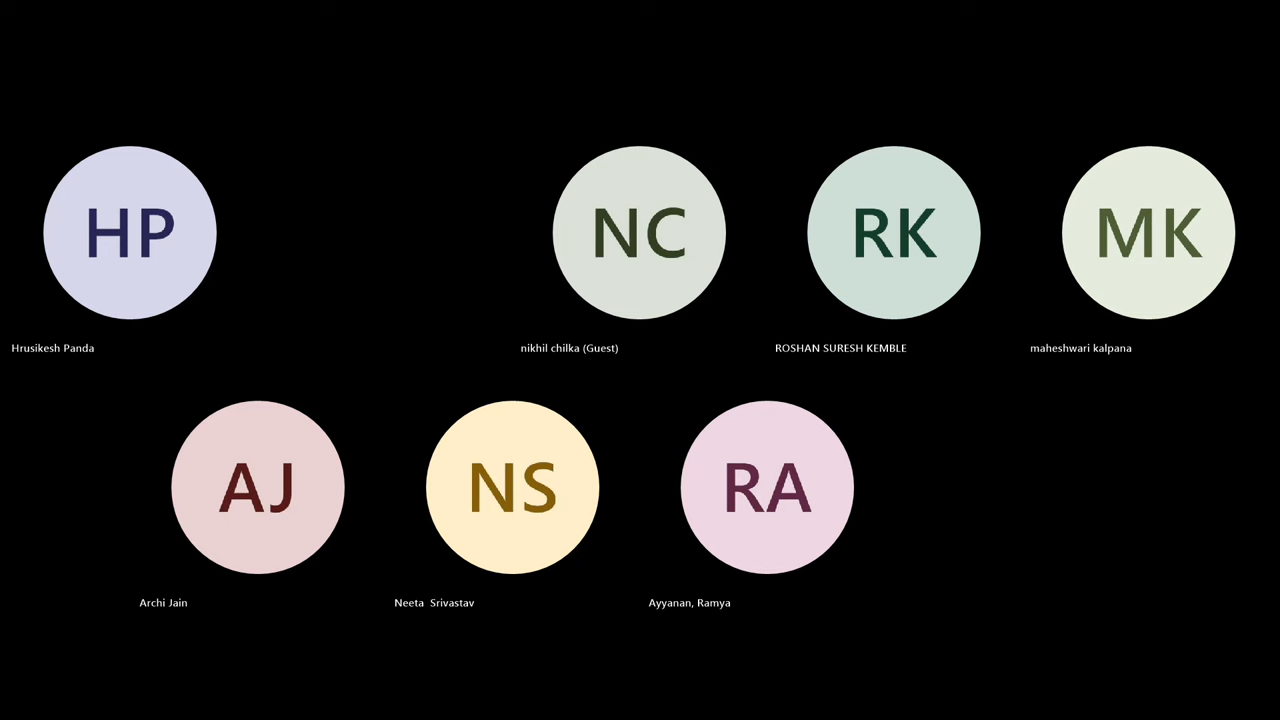 HP
NC
RK
MK
Hrusikesh Panda
nikhil chilka (Guest)
ROSHAN SURESH KEMBLE
maheshwari kalpana
AJ
NS
RA
Archi Jain
Neeta  Srivastav
Ayyanan, Ramya